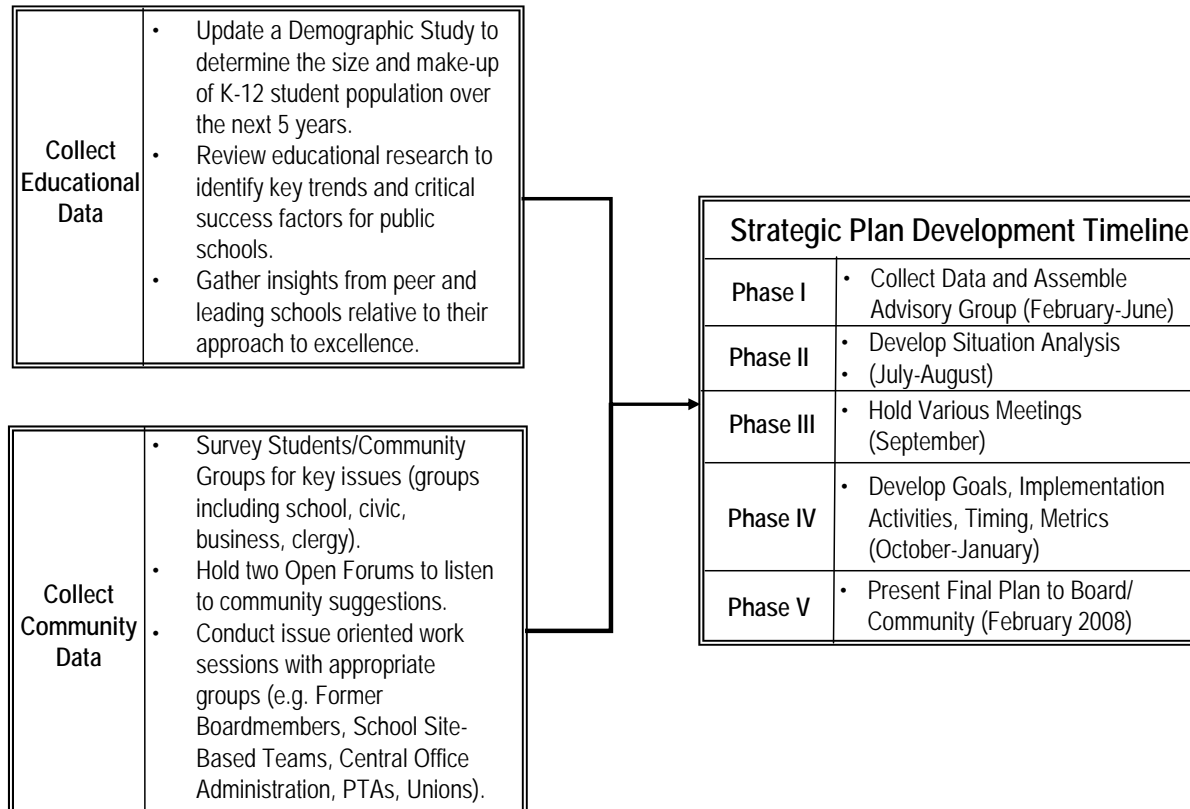 Collect
Educational
Data
• Update a Demographic Study to
determine the size and make-up
of K-12 student population over
the next 5 years.
• Review educational research to
identify key trends and critical
success factors for public
schools.
• Gather insights from peer and
leading schools relative to their
approach to excellence.
Collect
Community
Data
• Survey Students/Community
Groups for key issues (groups
including school, civic,
business, clergy).
• Hold two Open Forums to listen
to community suggestions.
• Conduct issue oriented work
sessions with appropriate
groups (e.g. Former
Boardmembers, School Site-
Based Teams, Central Office
Administration, PTAs, Unions).
Strategic Plan Development Timeline
Phase I
• Collect Data and Assemble
Advisory Group (February-June)
Phase II
• Develop Situation Analysis
• (July-August)
Phase III
• Hold Various Meetings
(September)
Phase IV
• Develop Goals, Implementation
Activities, Timing, Metrics
(October-January)
Phase V
• Present Final Plan to Board/
Community (February 2008)